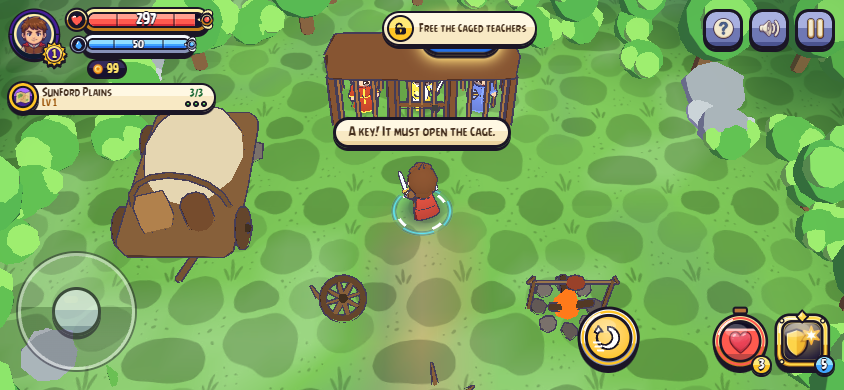 297
50
99
1
FREE THE CAGED TEACHERS
?
SUNFORD PLAINS
LV 1
3/3
A KEY! IT MUST OPEN THE CAGE.
3
5